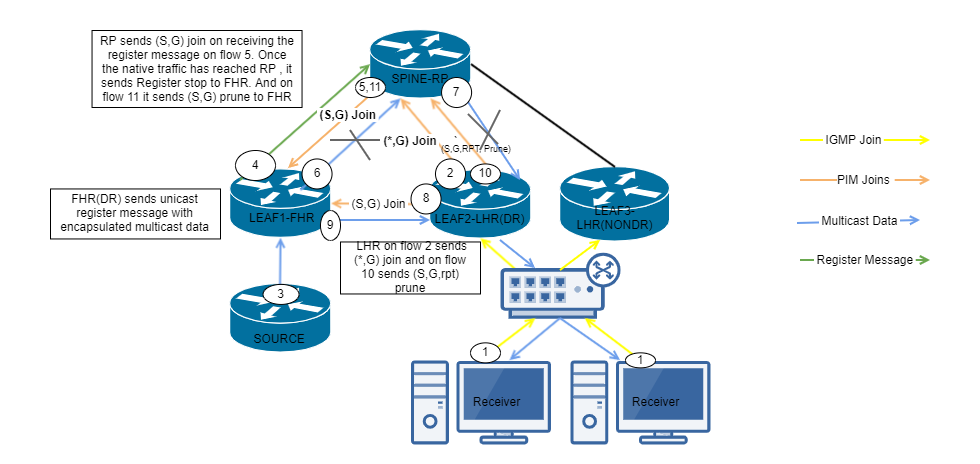 RP sends (S,G) join on receiving the
register message on flow 5. Once
the native traffic has reached RP , it
sends Register stop to FHR. And on
flow 11 it sends (S,G) prune to FHR
SPINE-RP
5,11
7
(S,G) Join
(*,G) Join
(S,G,RPT, Prune)
4
6
2
10
IGMP Join
PIM Joins
Multicast Data
Register Message
FHR(DR) sends unicast
register message with
encapsulated multicast data
LEAF1-FHR
(S,G) Join
8
9
LEAF2-LHR(DR)
LEAF3-
LHR(NONDR)
LHR on flow 2 sends
(*,G) join and on flow
10 sends (S,G,rpt)
prune
3
SOURCE
1
1
Receiver
Receiver